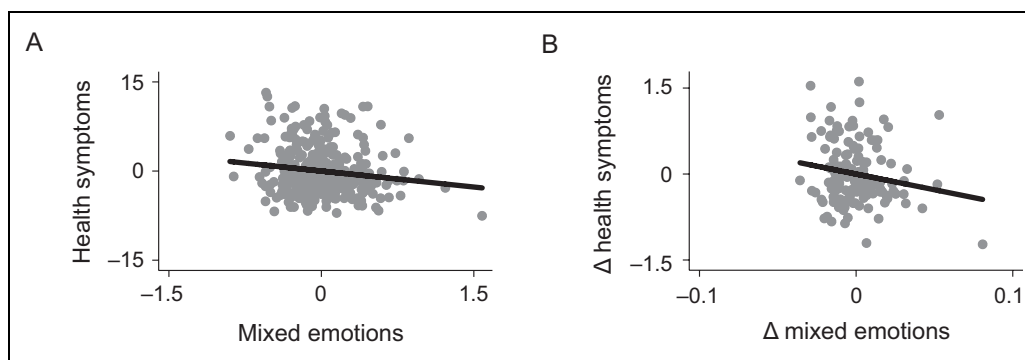 A
Health symptoms
15
0
–15
–1.5
0
1.5
Mixed emotions
B
Δ health symptoms
1.5
0
–1.5
–0.1
0
0.1
Δ mixed emotions